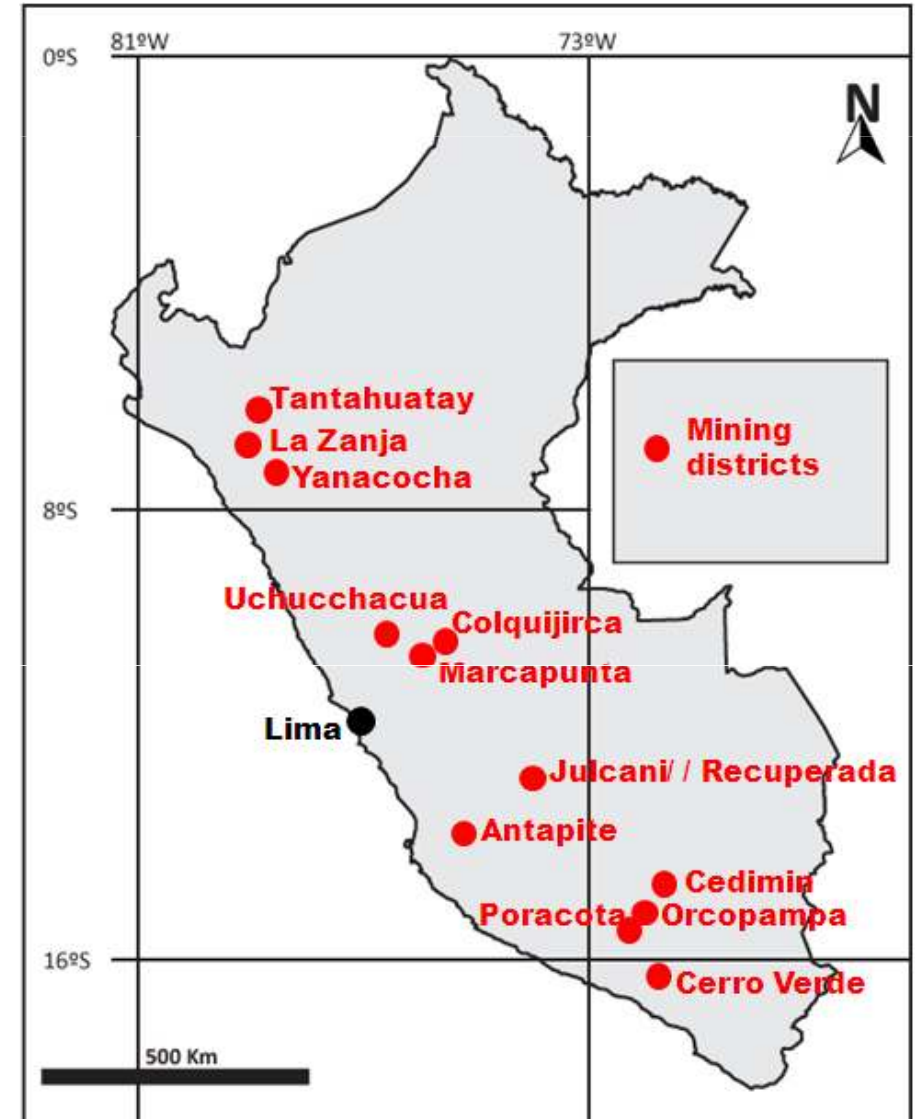 81ºW
73ºW
0ºS
N
Tantahuatay
La Zanja
Yanacocha
Mining
districts
8ºS
Uchucchacua
Colquijirca
Marcapunta
Lima
Julcani/ / Recuperada
Antapite
Cedimin
Poracota
Orcopampa
16ºS
Cerro Verde
500 Km